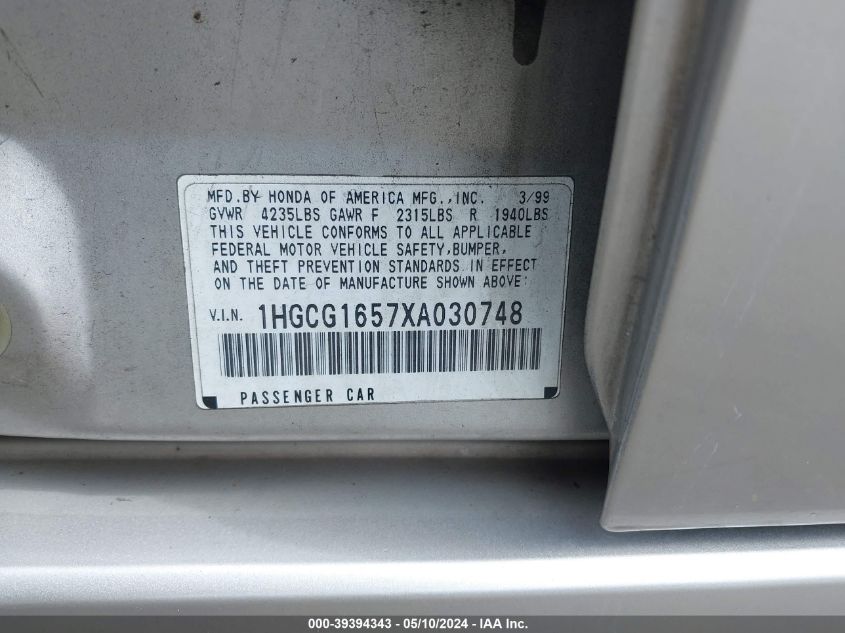 MFD.BY HONDA OF AMERICA MFG.,INC. 3/99
GVWR 4235LBS GAWR F 2315LBS R 1940LBS
THIS VEHICLE CONFORMS TO ALL APPLICABLE
FEDERAL MOTOR VEHICLE SAFETY,BUMPER,
AND THEFT PREVENTION STANDARDS IN EFFECT
ON THE DATE OF MANUFACTURE SHOWN ABOVE:
V.I.N. 1HGCG1657XA030748
PASSENGER CAR
000-39394343 — 05/10/2024 — IAA Inc.